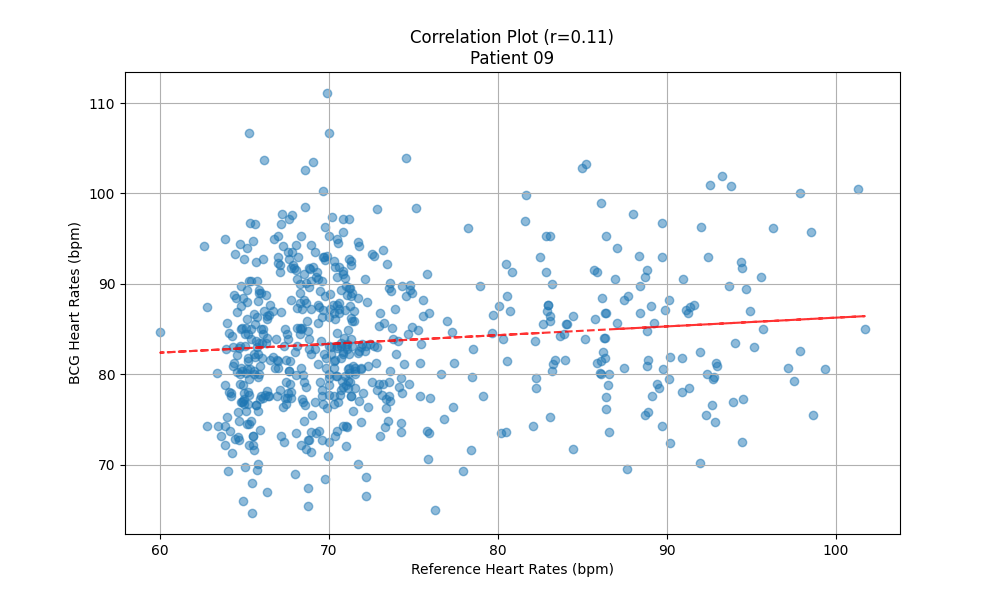 Correlation Plot (r=0.11)
Patient 09
110
100
90
80
70
BCG Heart Rates (bpm)
60
70
80
90
100
Reference Heart Rates (bpm)